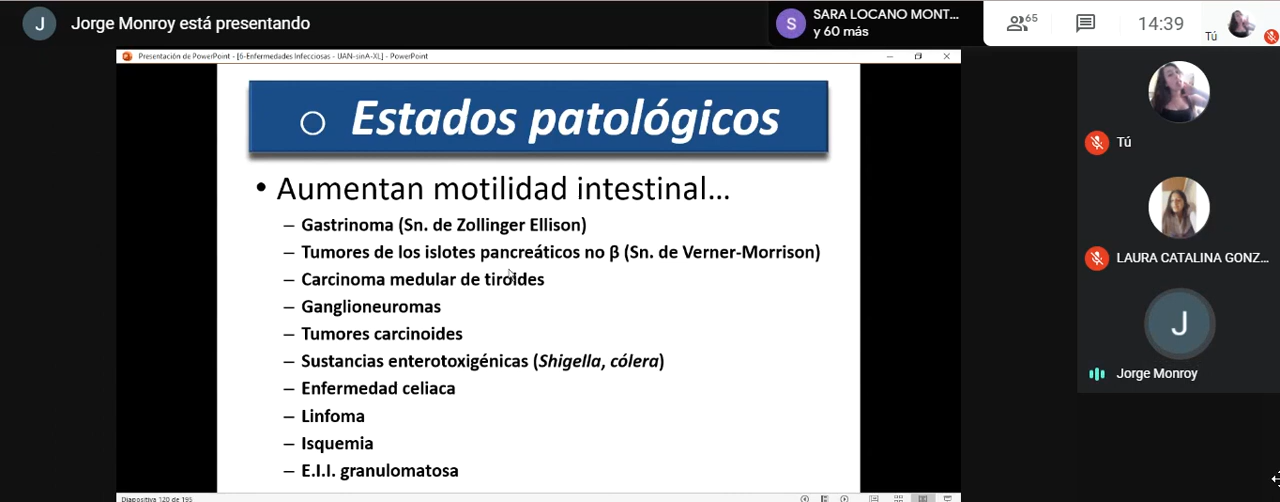 J
Jorge Monroy está presentando
S
SARA LOCANO MONT...
y 60 más
65
14:39
Tú
Presentación de PowerPoint - [6-Enfermedades Infecciosas - UAN-sinA-XL] - PowerPoint
Estados patológicos
• Aumentan motilidad intestinal...
– Gastrinoma (Sn. de Zollinger Ellison)
– Tumores de los islotes pancreáticos no β (Sn. de Verner-Morrison)
– Carcinoma medular de tiroides
– Ganglioneuromas
– Tumores carcinoides
– Sustancias enterotoxigénicas (Shigella, cólera)
– Enfermedad celiaca
– Linfoma
– Isquemia
– E.I.I. granulomatosa
Diapositiva 120 de 195
Tú
LAURA CATALINA GONZ...
J
Jorge Monroy